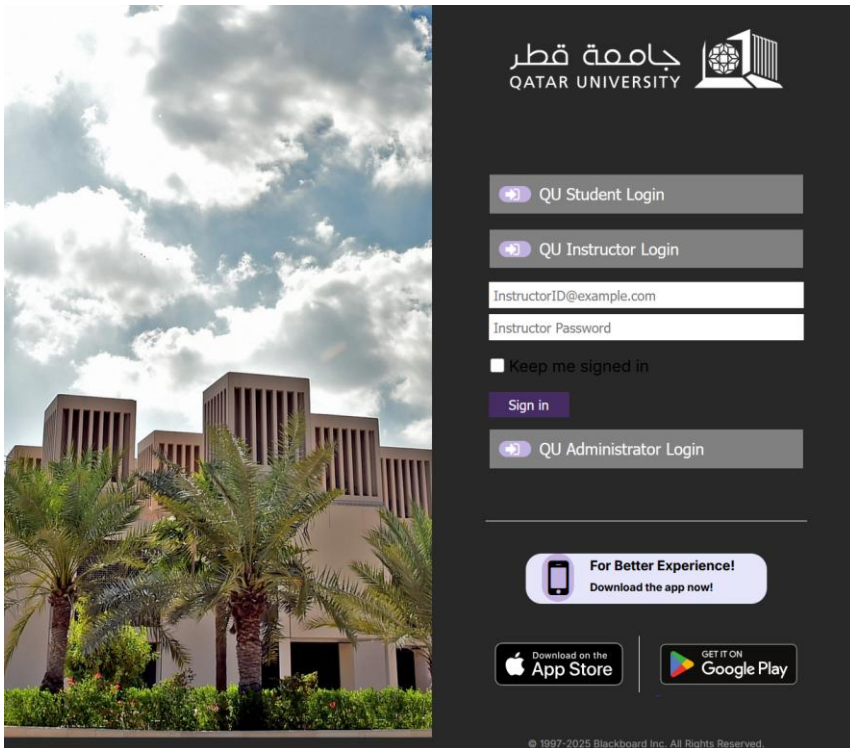 جامعة قطر
QATAR UNIVERSITY
QU Student Login
QU Instructor Login
InstructorID@example.com
Instructor Password
Keep me signed in
Sign in
QU Administrator Login
For Better Experience!
Download the app now!
Download on the
App Store
GET IT ON
Google Play
© 1997-2025 Blackboard Inc. All Rights Reserved.